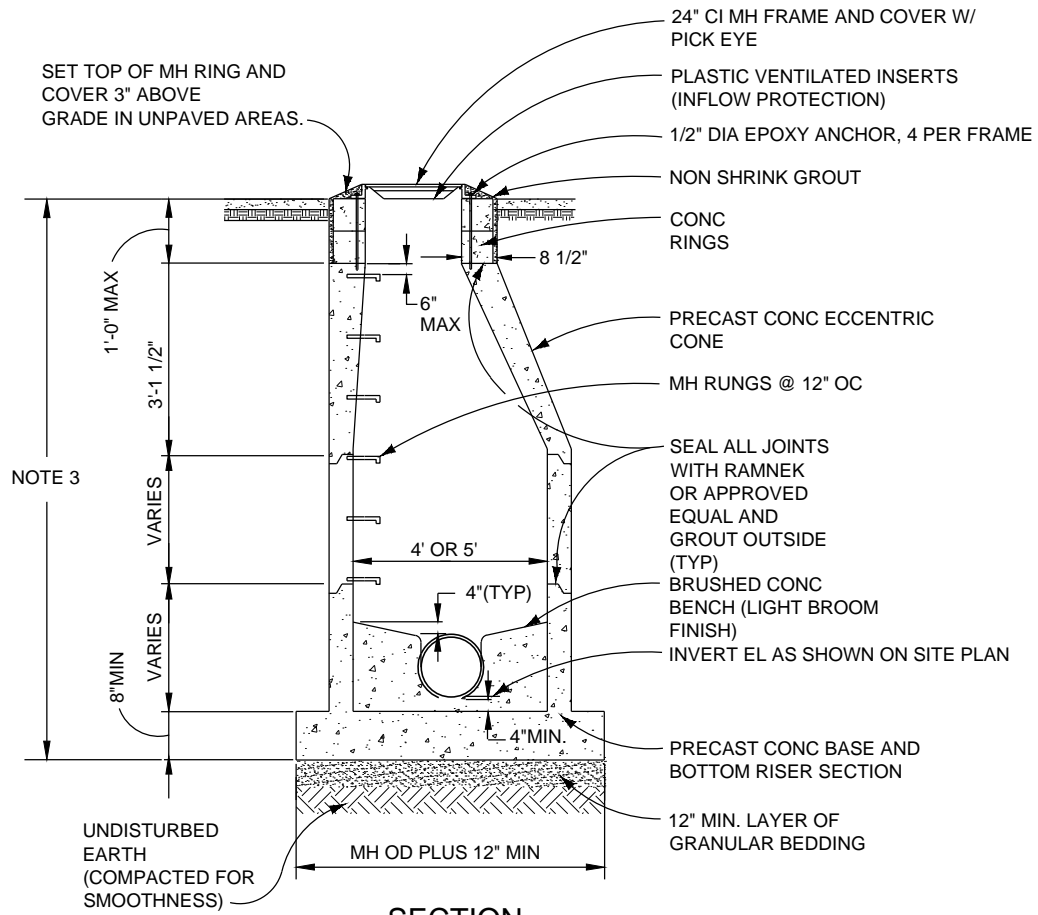 24" CI MH FRAME AND COVER W/
PICK EYE
SET TOP OF MH RING AND
COVER 3" ABOVE
GRADE IN UNPAVED AREAS.
PLASTIC VENTILATED INSERTS
(INFLOW PROTECTION)
1/2" DIA EPOXY ANCHOR, 4 PER FRAME
NON SHRINK GROUT
CONC
RINGS
8 1/2"
1'-0" MAX
6"
MAX
PRECAST CONC ECCENTRIC
CONE
3'-1 1/2"
MH RUNGS @ 12" OC
NOTE 3
SEAL ALL JOINTS
WITH RAMNEK
OR APPROVED
EQUAL AND
GROUT OUTSIDE
(TYP)
VARIES
4' OR 5'
4"(TYP)
BRUSHED CONC
BENCH (LIGHT BROOM
FINISH)
VARIES
INVERT EL AS SHOWN ON SITE PLAN
8"MIN
4"MIN.
PRECAST CONC BASE AND
BOTTOM RISER SECTION
12" MIN. LAYER OF
GRANULAR BEDDING
UNDISTURBED
EARTH
(COMPACTED FOR
SMOOTHNESS)
MH OD PLUS 12" MIN
SECTION